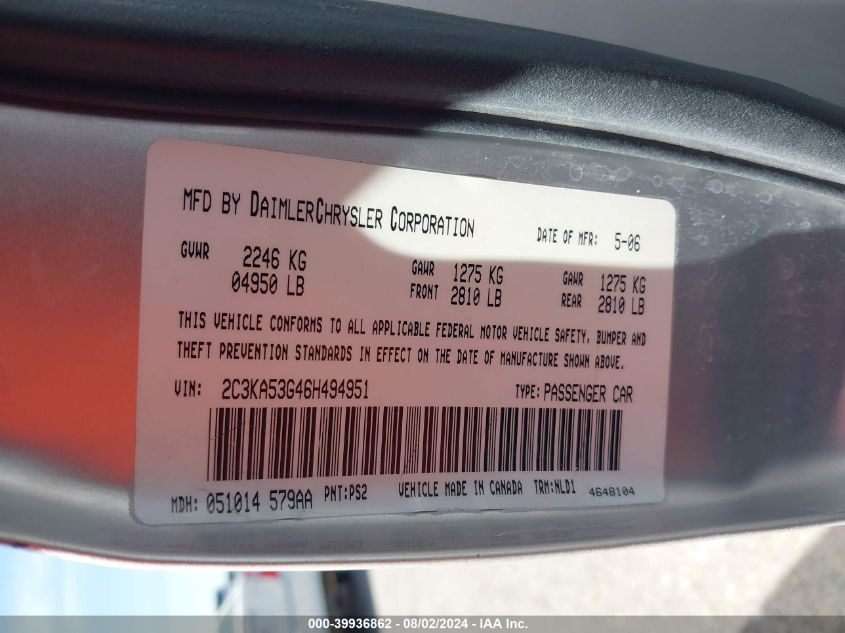 MFD BY DAIMLERCHRYSLER CORPORATION DATE OF MFR: 5-06
GVWR 2246 KG GAWR 1275 KG GAWR 1275 KG
04950 LB FRONT 2810 LB REAR 2810 LB
THIS VEHICLE CONFORMS TO ALL APPLICABLE FEDERAL MOTOR VEHICLE SAFETY, BUMPER AND
THEFT PREVENTION STANDARDS IN EFFECT ON THE DATE OF MANUFACTURE SHOWN ABOVE.
VIN: 2C3KA53G46H494951 TYPE: PASSENGER CAR
MDH: 051014 579AA PNT:PS2 VEHICLE MADE IN CANADA TRM:NLD1 4648104
000-39936862 - 08/02/2024 - IAA Inc.